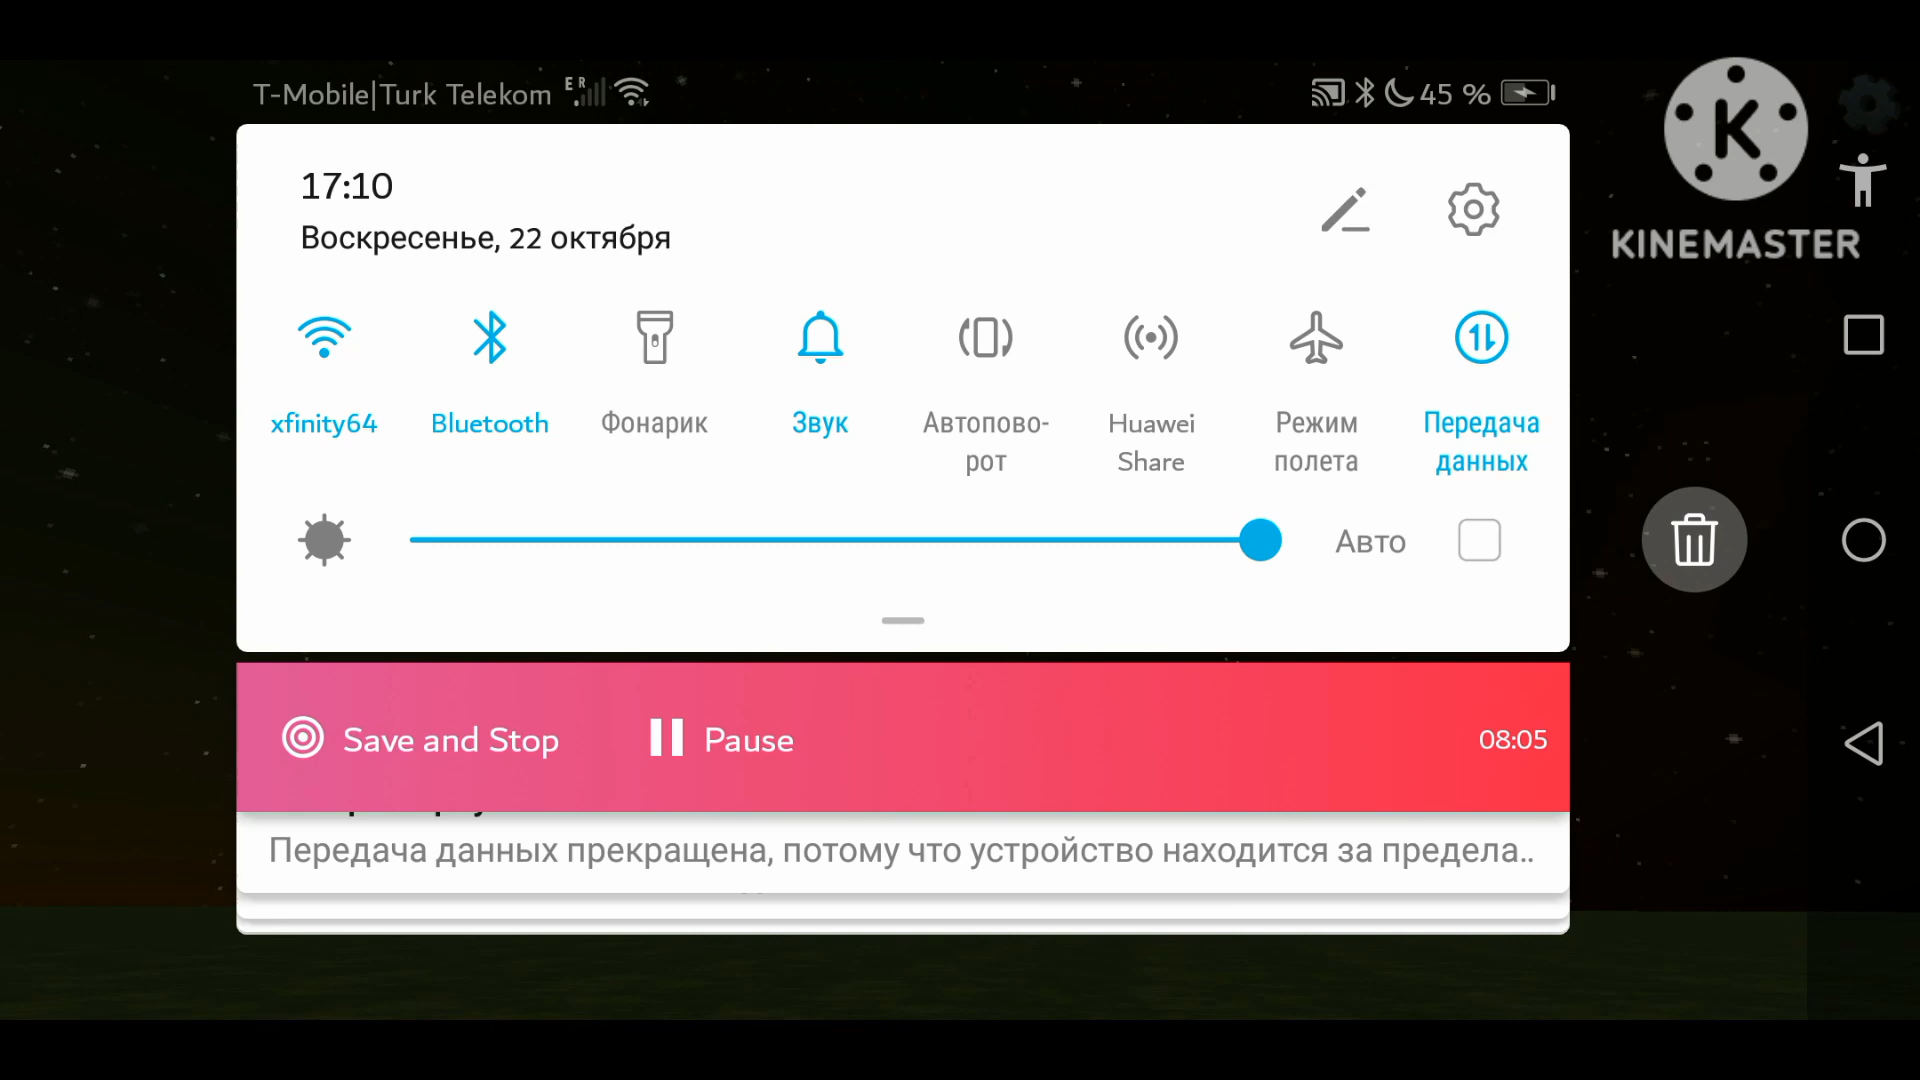 T-Mobile|Turk Telekom ER
45 %
K
KINEMASTER
17:10
Воскресенье, 22 октября
xfinity64
Bluetooth
Фонарик
Звук
Автопово-
рот
Huawei
Share
Режим
полета
Передача
данных
Авто
Save and Stop
Pause
08:05
Передача данных прекращена, потому что устройство находится за предела..